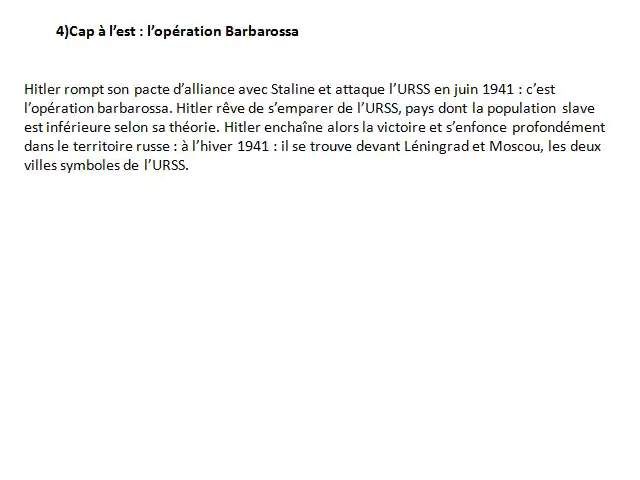 4)Cap à l’est : l’opération Barbarossa
Hitler rompt son pacte d’alliance avec Staline et attaque l’URSS en juin 1941 : c’est
l’opération barbarossa. Hitler rêve de s’emparer de l’URSS, pays dont la population slave
est inférieure selon sa théorie. Hitler enchaîne alors la victoire et s’enfonce profondément
dans le territoire russe : à l’hiver 1941 : il se trouve devant Léningrad et Moscou, les deux
villes symboles de l’URSS.